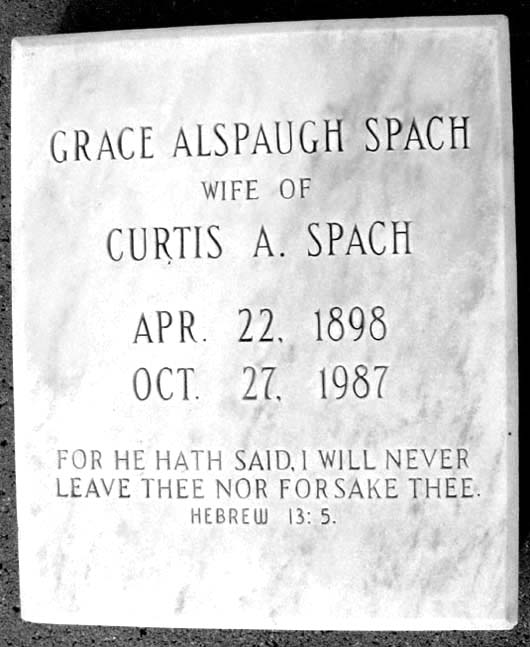 GRACE ALSPAUGH SPACH
WIFE OF
CURTIS A. SPACH
APR. 22, 1898
OCT. 27, 1987
FOR HE HATH SAID, I WILL NEVER
LEAVE THEE NOR FORSAKE THEE.
HEBREW 13: 5.